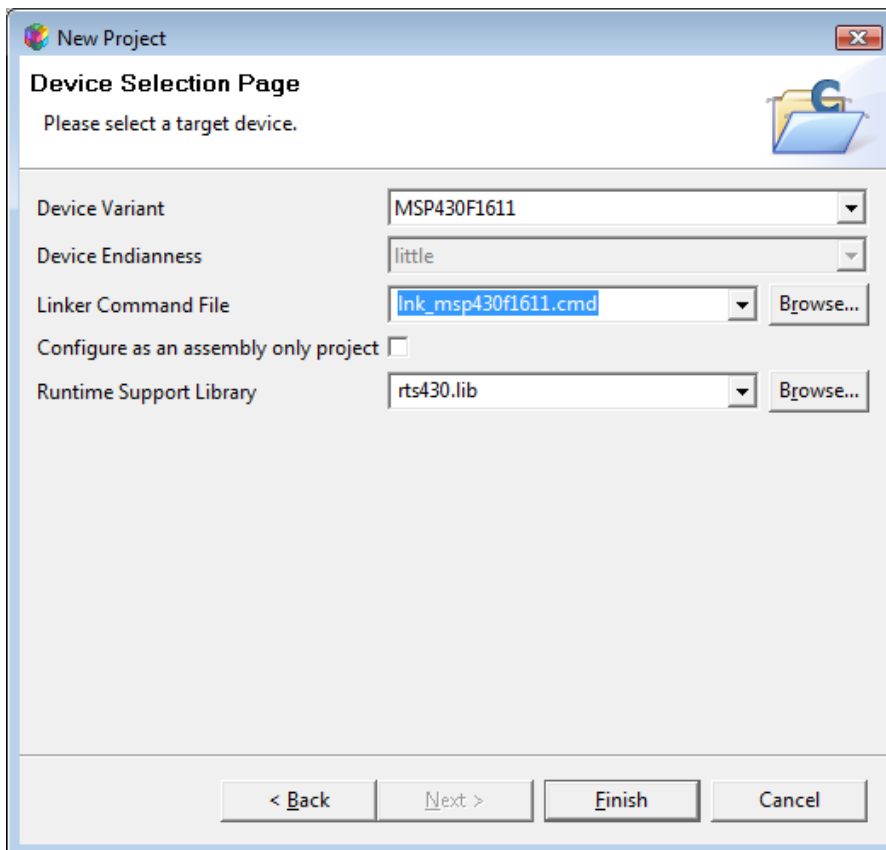 New Project
Device Selection Page
Please select a target device.
Device Variant MSP430F1611
Device Endianness little
Linker Command File lnk_msp430f1611.cmd Browse...
Configure as an assembly only project
Runtime Support Library rts430.lib Browse...
< Back Next > Finish Cancel